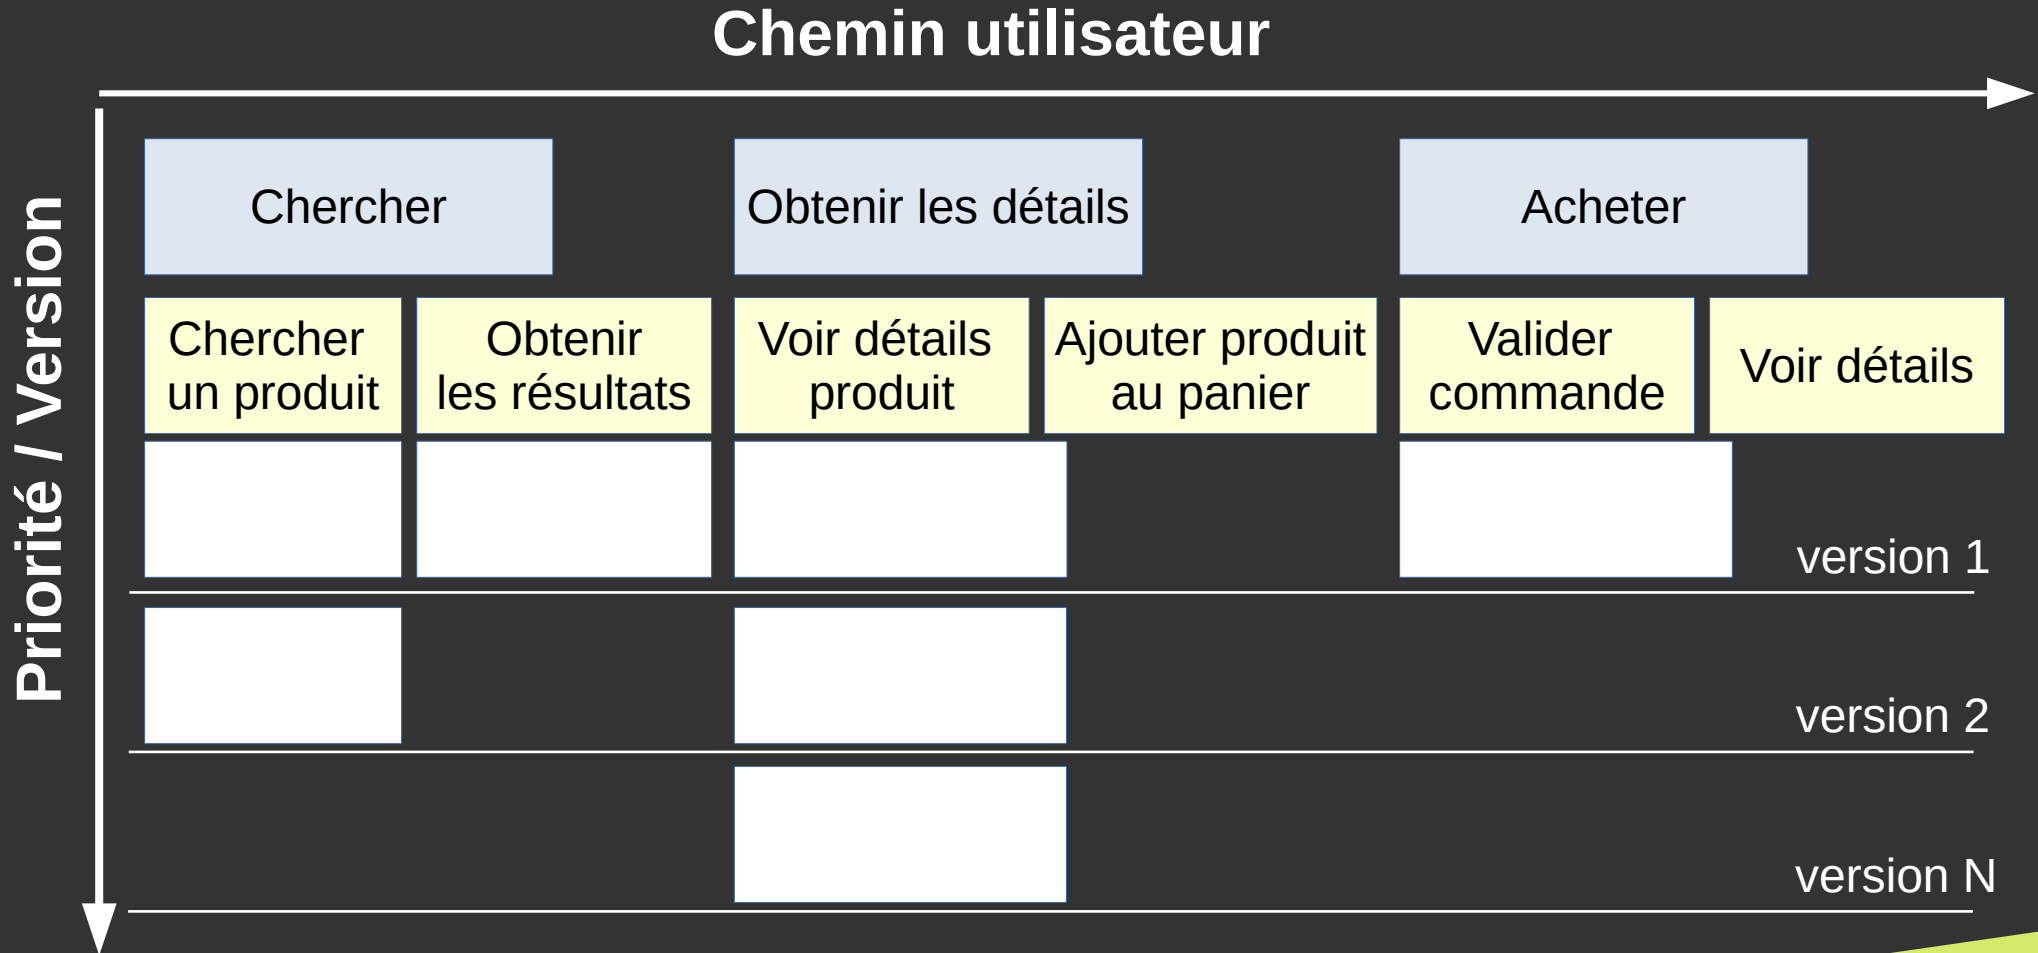 Chemin utilisateur
Priorité / Version
Chercher
Obtenir les détails
Acheter
Chercher
un produit
Obtenir
les résultats
Voir détails
produit
Ajouter produit
au panier
Valider
commande
Voir détails
version 1
version 2
version N